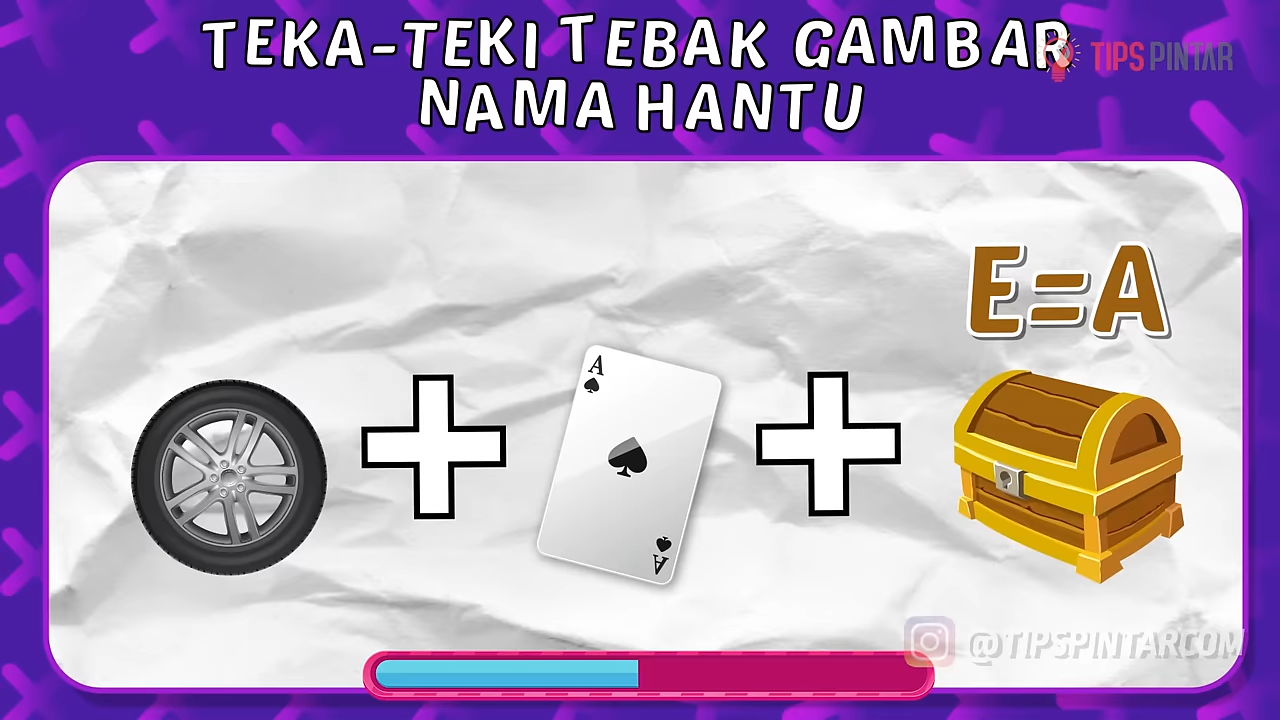 TEKA-TEKI TEBAK GAMBAR
TIPS PINTAR
NAMA HANTU
E=A
A
A
@TIPSPINTARCOM